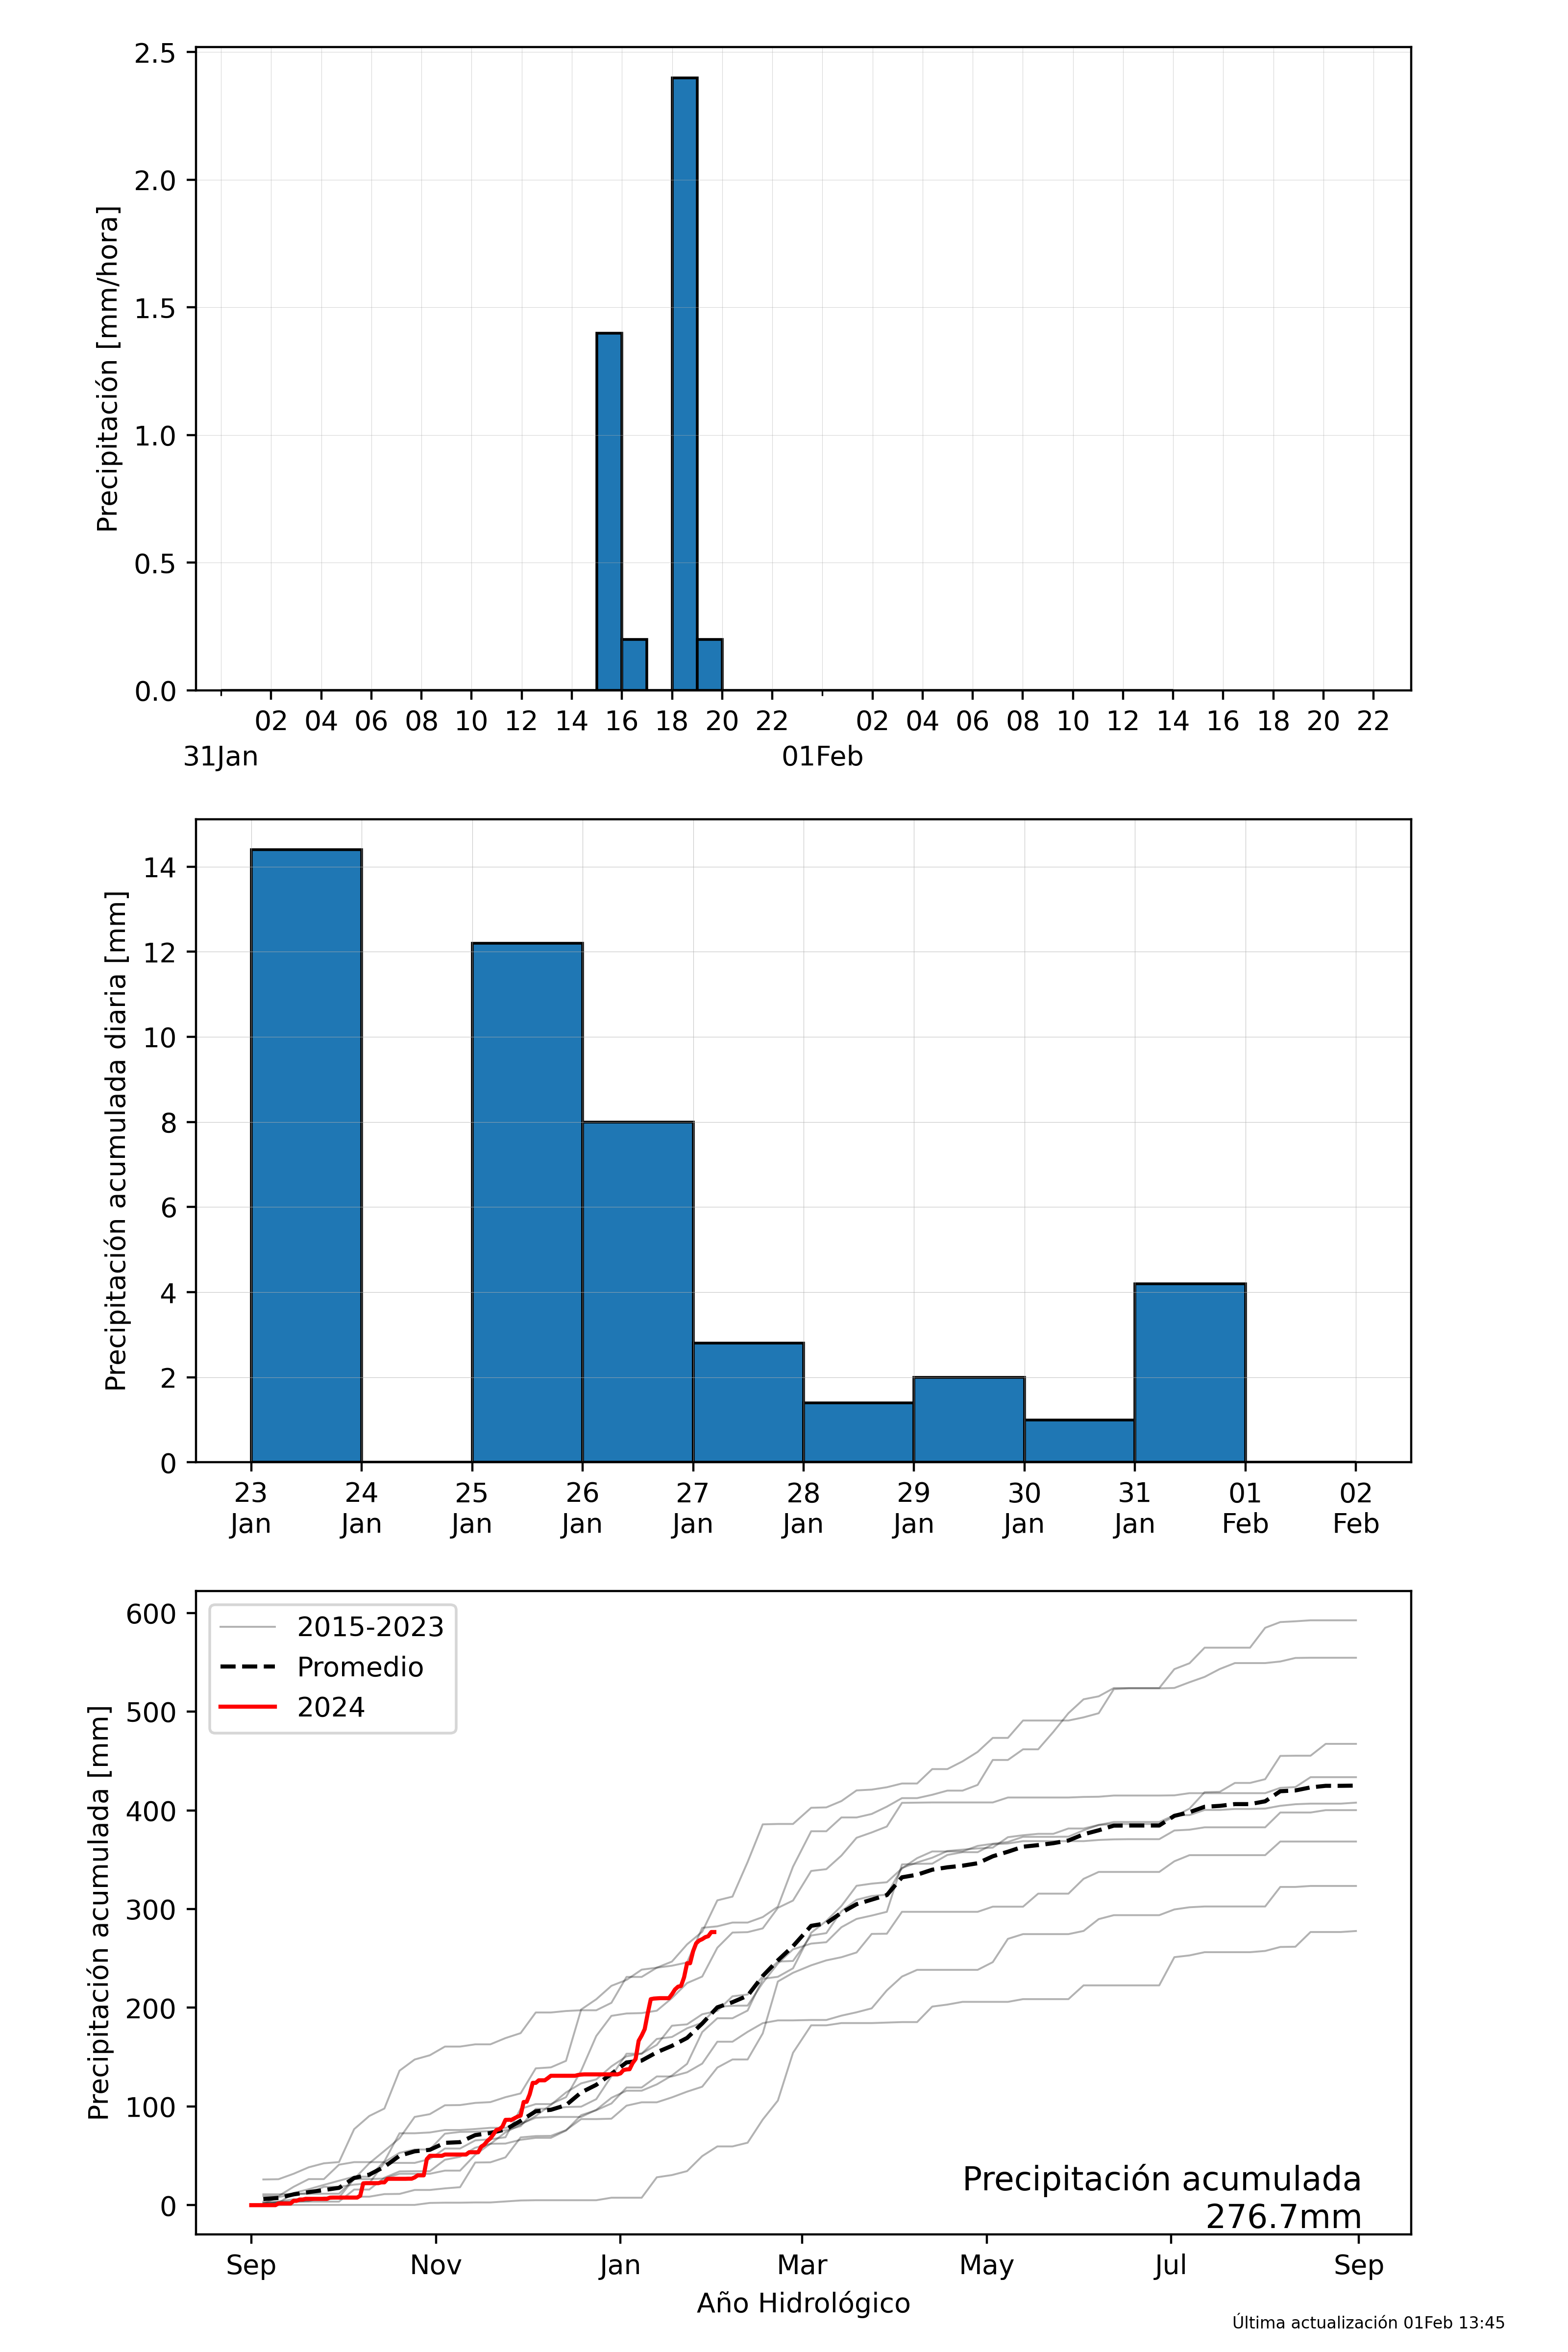 Precipitación [mm/hora]
2.5
2.0
1.5
1.0
0.5
0.0
02 04 06 08 10 12 14 16 18 20 22 02 04 06 08 10 12 14 16 18 20 22
31Jan 01Feb
Precipitación acumulada diaria [mm]
14
12
10
8
6
4
2
0
23 24 25 26 27 28 29 30 31 01 02
Jan Jan Jan Jan Jan Jan Jan Jan Jan Feb Feb
Precipitación acumulada [mm]
600
500
400
300
200
100
0
2015-2023
Promedio
2024
Precipitación acumulada
276.7mm
Sep Nov Jan Mar May Jul Sep
Año Hidrológico
Última actualización 01Feb 13:45